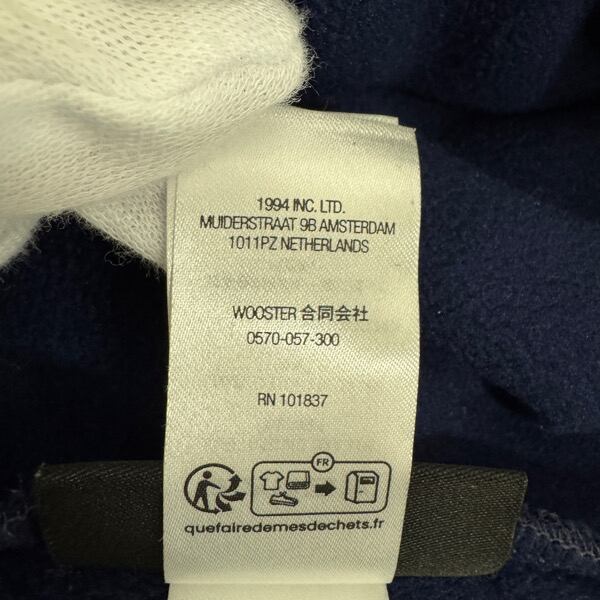 1994 INC. LTD.
MUIDERSTRAAT 9B AMSTERDAM
1011PZ NETHERLANDS
WOOSTER 合同会社
0570-057-300
RN 101837
FR
quefairedemesdechets.fr